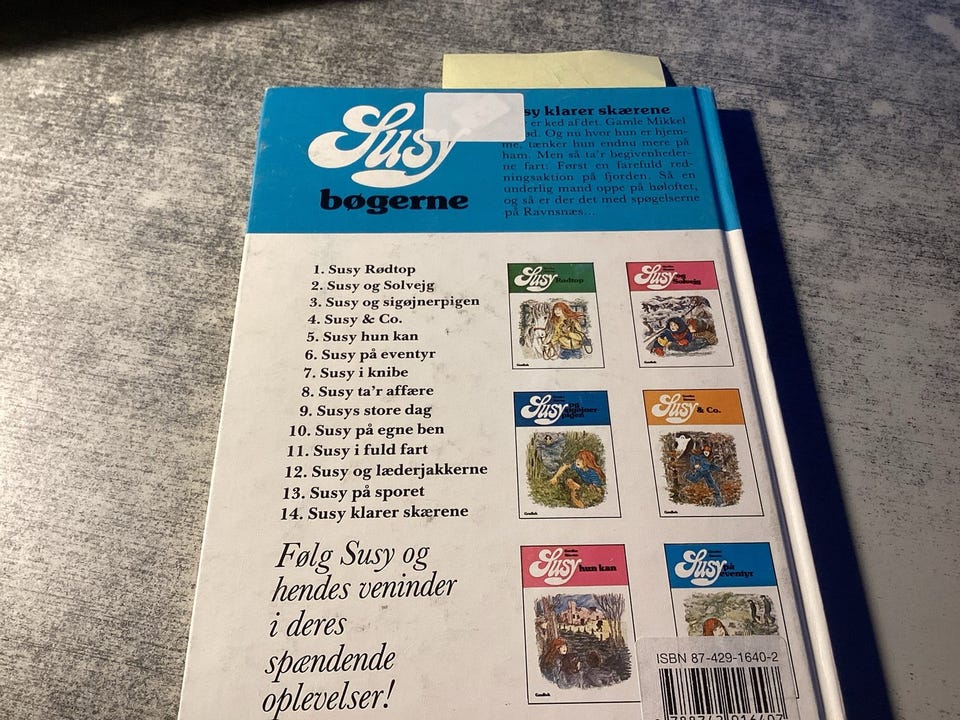 Susy
bøgerne
klarer skærene
er ked af det. Gamle Mikkel
Og nu hvor hun er hjem-
tænker hun endnu mere på
ham. Men så ta'r begivenheder-
ne fart: Først en farefuld red-
ningsaktion på fjorden. Så en
underlig mand oppe på høloftet,
og så er der det med spøgelserne
på Ravnsnæs...
1. Susy Rødtop
2. Susy og Solvejg
3. Susy og sigøjnerpigen
4. Susy & Co.
5. Susy hun kan
6. Susy på eventyr
7. Susy i knibe
8. Susy ta'r affære
9. Susys store dag
10. Susy på egne ben
11. Susy i fuld fart
12. Susy og læderjakkerne
13. Susy på sporet
14. Susy klarer skærene
Følg Susy og
hendes veninder
i deres
spændende
oplevelser!
Susy Rødtop
Susy og Solvejg
Susy og sigøjner-
pigen
Susy & Co.
Susy hun kan
Susy på
eventyr
ISBN 87-429-1640-2